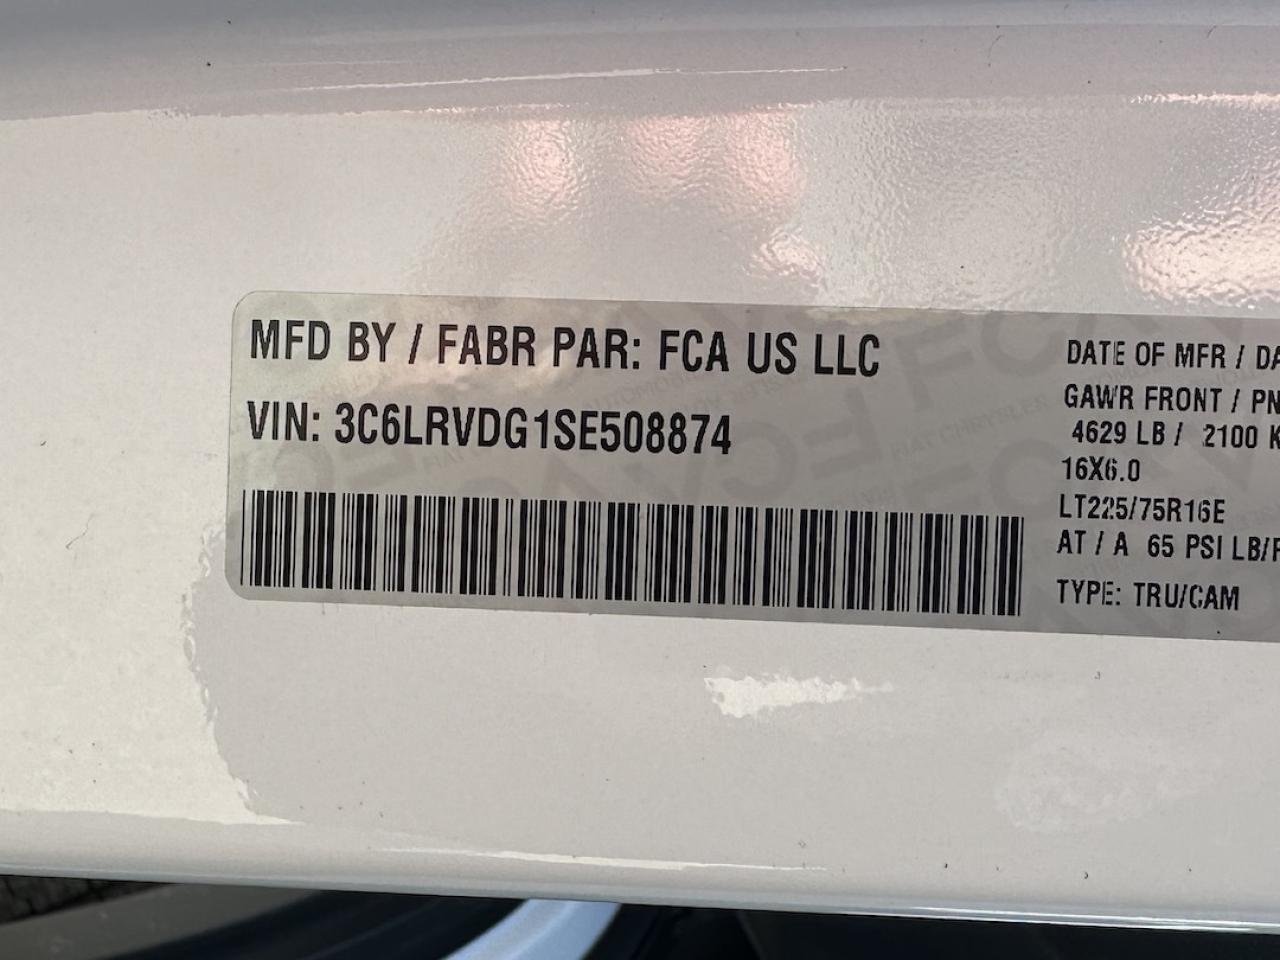 MFD BY / FABR PAR: FCA US LLC
VIN: 3C6LRVDG1SE508874
DATE OF MFR / DA
GAWR FRONT / PN
4629 LB / 2100 K
16X6.0
LT225/75R16E
AT / A 65 PSI LB/P
TYPE: TRU/CAM